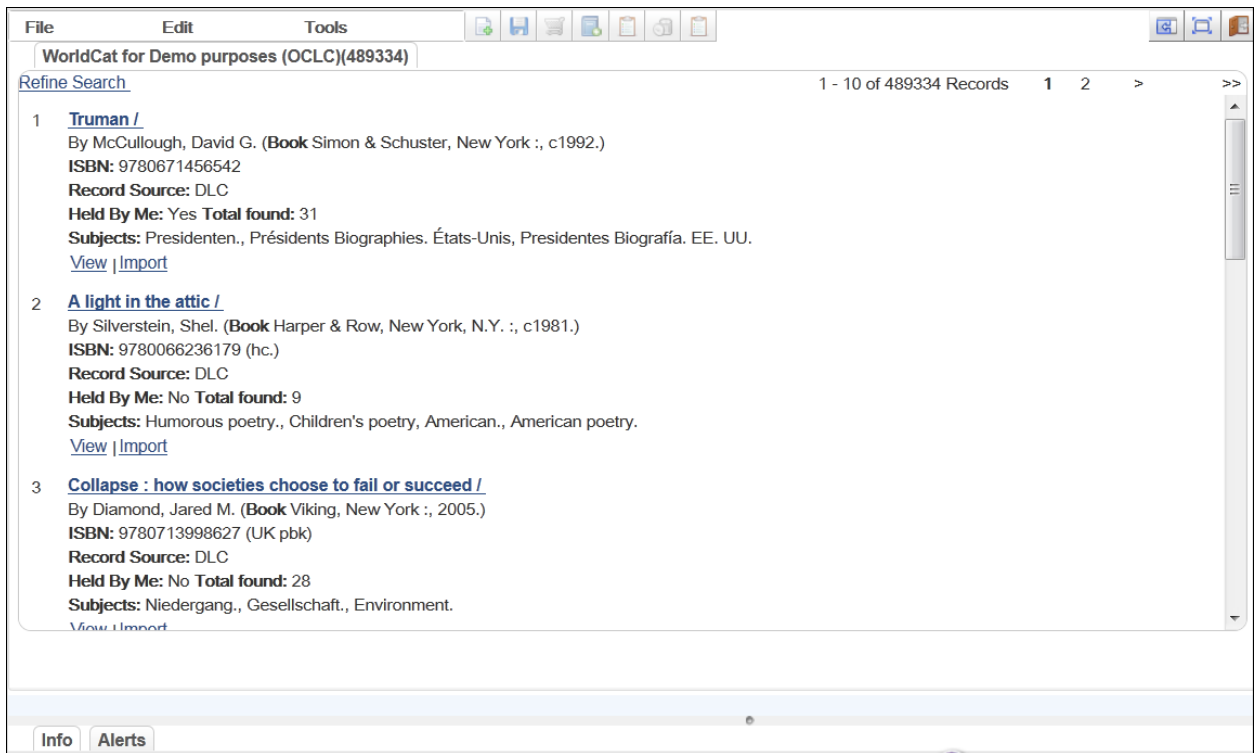 File Edit Tools
WorldCat for Demo purposes (OCLC)(489334)
Refine Search 1 - 10 of 489334 Records 1 2 > >>
1 Truman /
By McCullough, David G. (Book Simon & Schuster, New York :, c1992.)
ISBN: 9780671456542
Record Source: DLC
Held By Me: Yes Total found: 31
Subjects: Presidenten., Présidents Biographies. États-Unis, Presidentes Biografía. EE. UU.
View | Import
2 A light in the attic /
By Silverstein, Shel. (Book Harper & Row, New York, N.Y. :, c1981.)
ISBN: 9780066236179 (hc.)
Record Source: DLC
Held By Me: No Total found: 9
Subjects: Humorous poetry., Children's poetry, American., American poetry.
View | Import
3 Collapse : how societies choose to fail or succeed /
By Diamond, Jared M. (Book Viking, New York :, 2005.)
ISBN: 9780713998627 (UK pbk)
Record Source: DLC
Held By Me: No Total found: 28
Subjects: Niedergang., Gesellschaft., Environment.
View | Import
Info Alerts